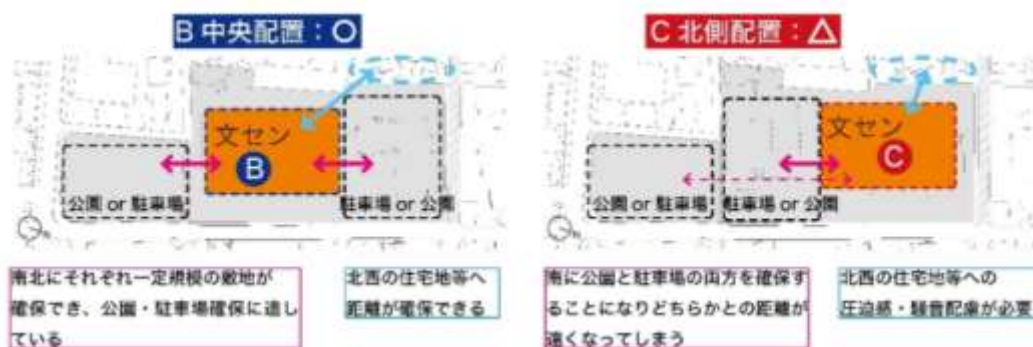 B 中央配置：○
文セン
B
公園 or 駐車場
駐車場 or 公園
南北にそれぞれ一定規模の敷地が
確保でき、公園・駐車場確保に適し
ている
北西の住宅地等へ
距離が確保できる
C 北側配置：△
文セン
C
公園 or 駐車場
駐車場 or 公園
南に公園と駐車場の両方を確保す
ることになりどちらかとの距離が
遠くなってしまう
北西の住宅地等への
圧迫感・騒音配慮が必要